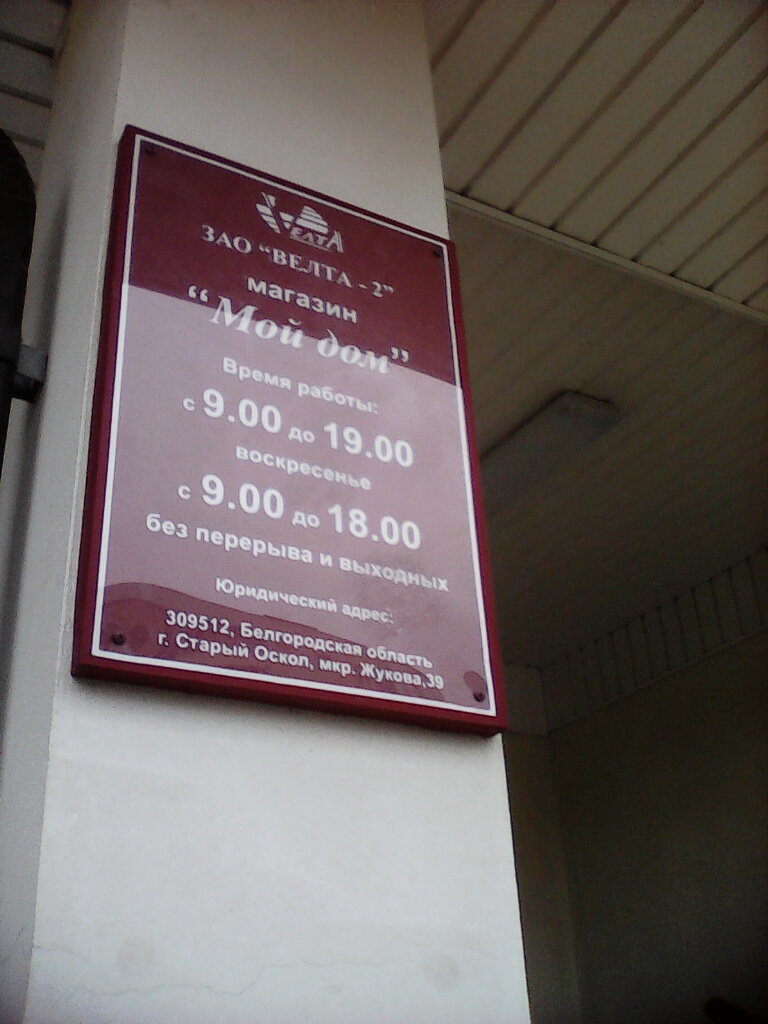 ВЕЛТА
ЗАО "ВЕЛТА - 2"
магазин
“Мой дом”
Время работы:
с 9.00 до 19.00
воскресенье
с 9.00 до 18.00
без перерыва и выходных
Юридический адрес:
309512, Белгородская область
г. Старый Оскол, мкр. Жукова,39